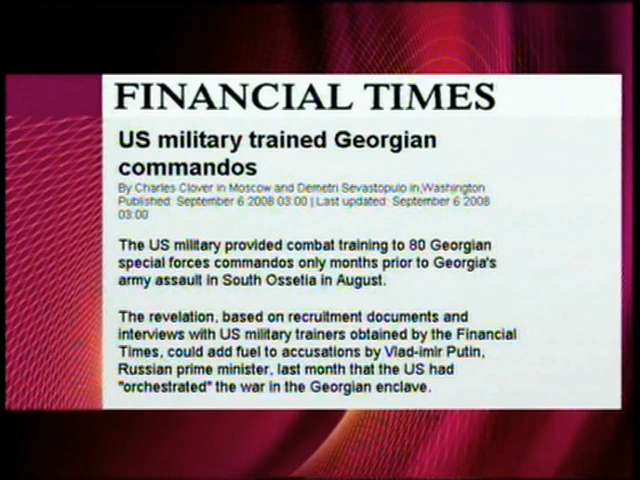 FINANCIAL TIMES
US military trained Georgian
commandos
By Charles Clover in Moscow and Demetri Sevastopulo in,Washington
Published: September 6 2008 03:00 | Last updated: September 6 2008
03:00
The US military provided combat training to 80 Georgian
special forces commandos only months prior to Georgia's
army assault in South Ossetia in August.
The revelation, based on recruitment documents and
interviews with US military trainers obtained by the Financial
Times, could add fuel to accusations by Vlad-imir Putin,
Russian prime minister, last month that the US had
"orchestrated" the war in the Georgian enclave.